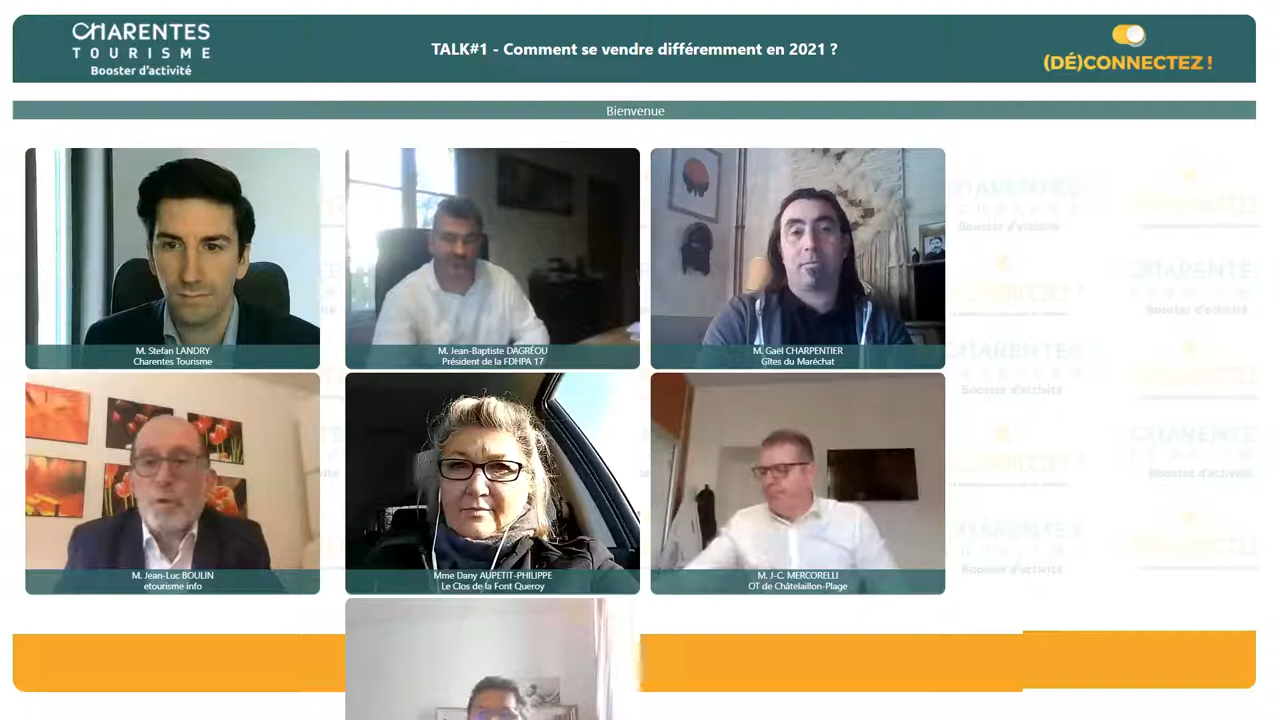 CHARENTES
TOURISME
Booster d'activité
TALK#1 - Comment se vendre différemment en 2021 ?
(DÉ)CONNECTEZ !
Bienvenue
M. Stefan LANDRY
Charentes Tourisme
M. Jean-Baptiste DAGRÉOU
Président de la FDHPA 17
M. Gaël CHARPENTIER
Gîtes du Maréchat
M. Jean-Luc BOULIN
etourisme info
Mme Dany AUPETIT-PHILIPPE
Le Clos de la Font Queroy
M. J-C. MERCORELLI
OT de Châtelaillon-Plage